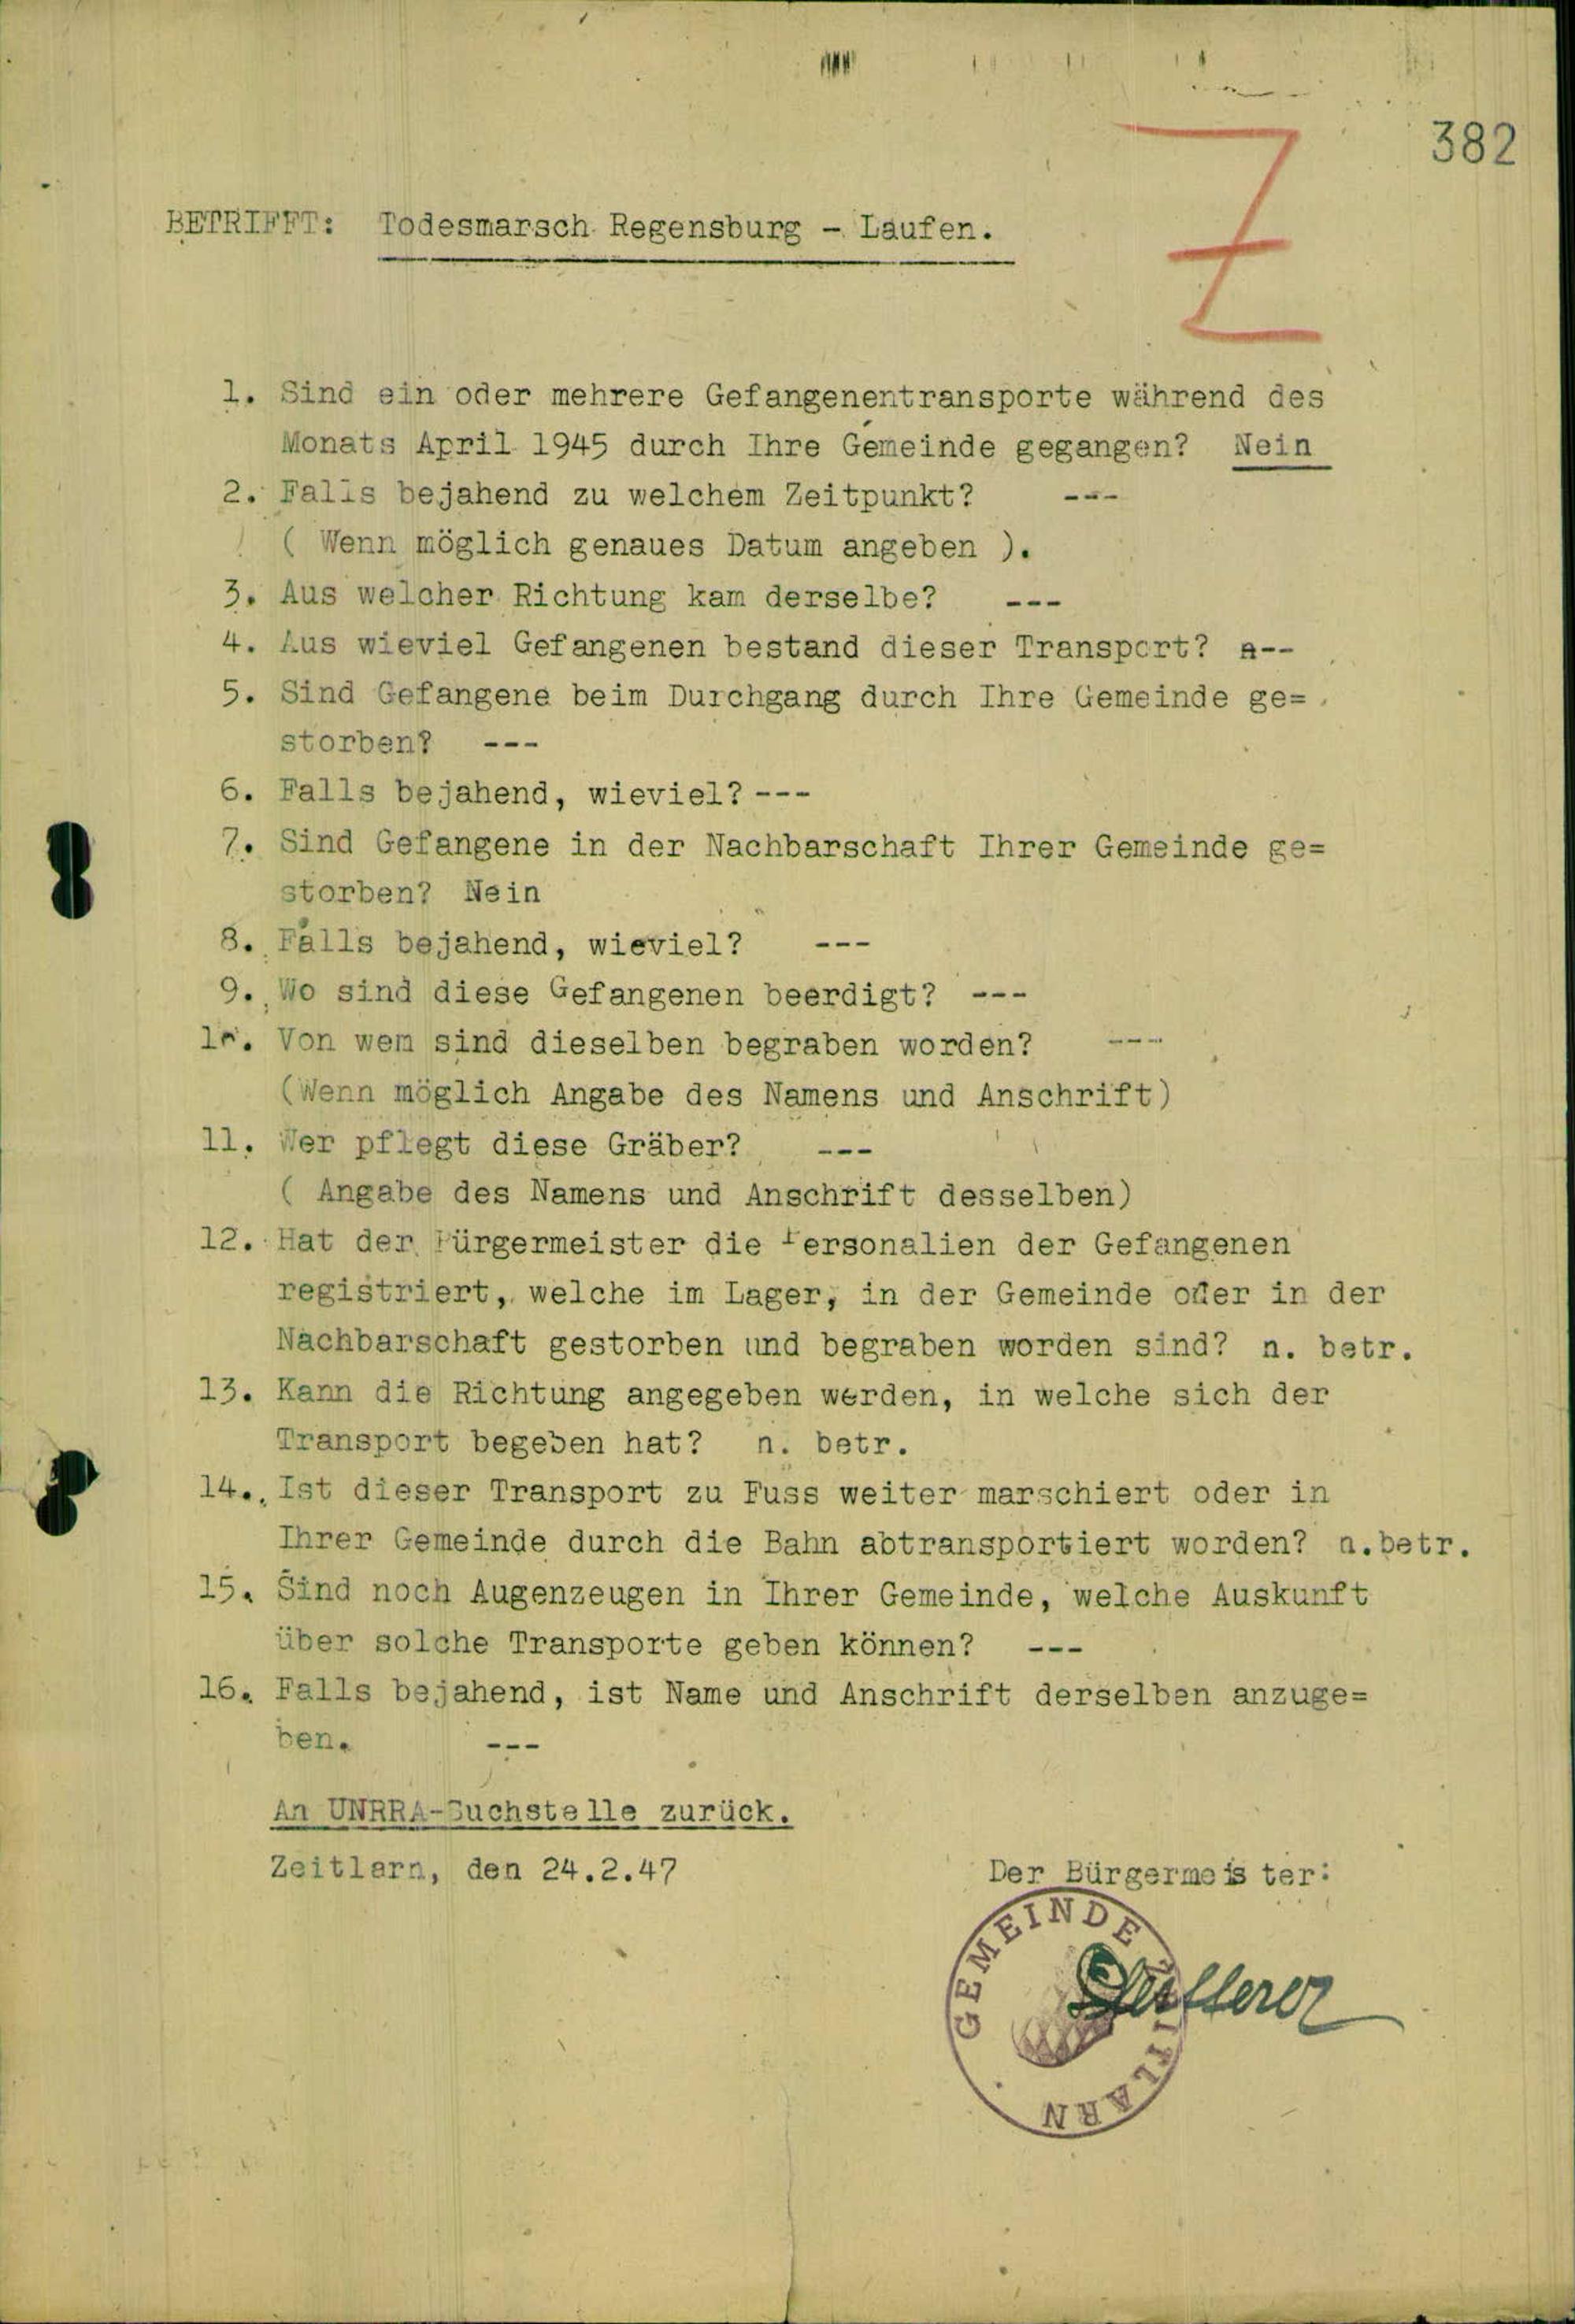 382
Z
BETRIFFT: Todesmarsch Regensburg - Laufen.
1. Sind ein oder mehrere Gefangenentransporte während des
Monats April 1945 durch Ihre Gemeinde gegangen? Nein
2. Falls bejahend zu welchem Zeitpunkt? ---
( Wenn möglich genaues Datum angeben ).
3. Aus welcher Richtung kam derselbe? ---
4. Aus wieviel Gefangenen bestand dieser Transport? ---
5. Sind Gefangene beim Durchgang durch Ihre Gemeinde ge=
storben? ---
6. Falls bejahend, wieviel? ---
7. Sind Gefangene in der Nachbarschaft Ihrer Gemeinde ge=
storben? Nein
8. Falls bejahend, wieviel? ---
9. Wo sind diese Gefangenen beerdigt? ---
10. Von wem sind dieselben begraben worden? ---
(Wenn möglich Angabe des Namens und Anschrift)
11. Wer pflegt diese Gräber? ---
( Angabe des Namens und Anschrift desselben)
12. Hat der Bürgermeister die Personalien der Gefangenen
registriert, welche im Lager, in der Gemeinde oder in der
Nachbarschaft gestorben und begraben worden sind? n. betr.
13. Kann die Richtung angegeben werden, in welche sich der
Transport begeben hat? n. betr.
14. Ist dieser Transport zu Fuss weiter marschiert oder in
Ihrer Gemeinde durch die Bahn abtransportiert worden? n.betr.
15. Sind noch Augenzeugen in Ihrer Gemeinde, welche Auskunft
über solche Transporte geben können? ---
16. Falls bejahend, ist Name und Anschrift derselben anzuge=
ben. ---
An UNRRA-Suchstelle zurück.
Zeitlarn, den 24.2.47
Der Bürgermeister:
GEMEINDE ZEITLARN